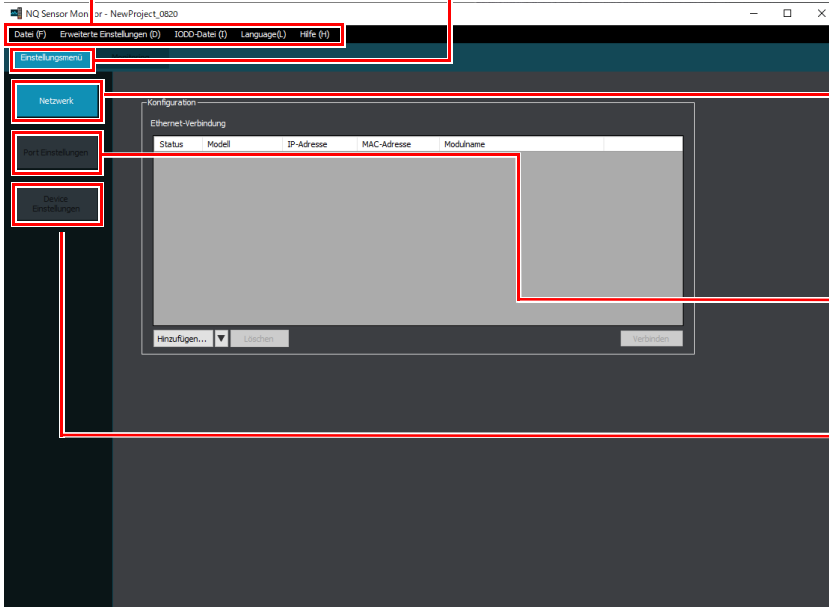 NQ Sensor Monitor - NewProject_0820
Datei (F) Erweiterte Einstellungen (D) IODD-Datei (I) Language(L) Hilfe (H)
Einstellungsmenü
Netzwerk
Port Einstellungen
Device
Einstellungen
Konfiguration
Ethernet-Verbindung
Status Modell IP-Adresse MAC-Adresse Modulname
Hinzufügen... Löschen Verbinden